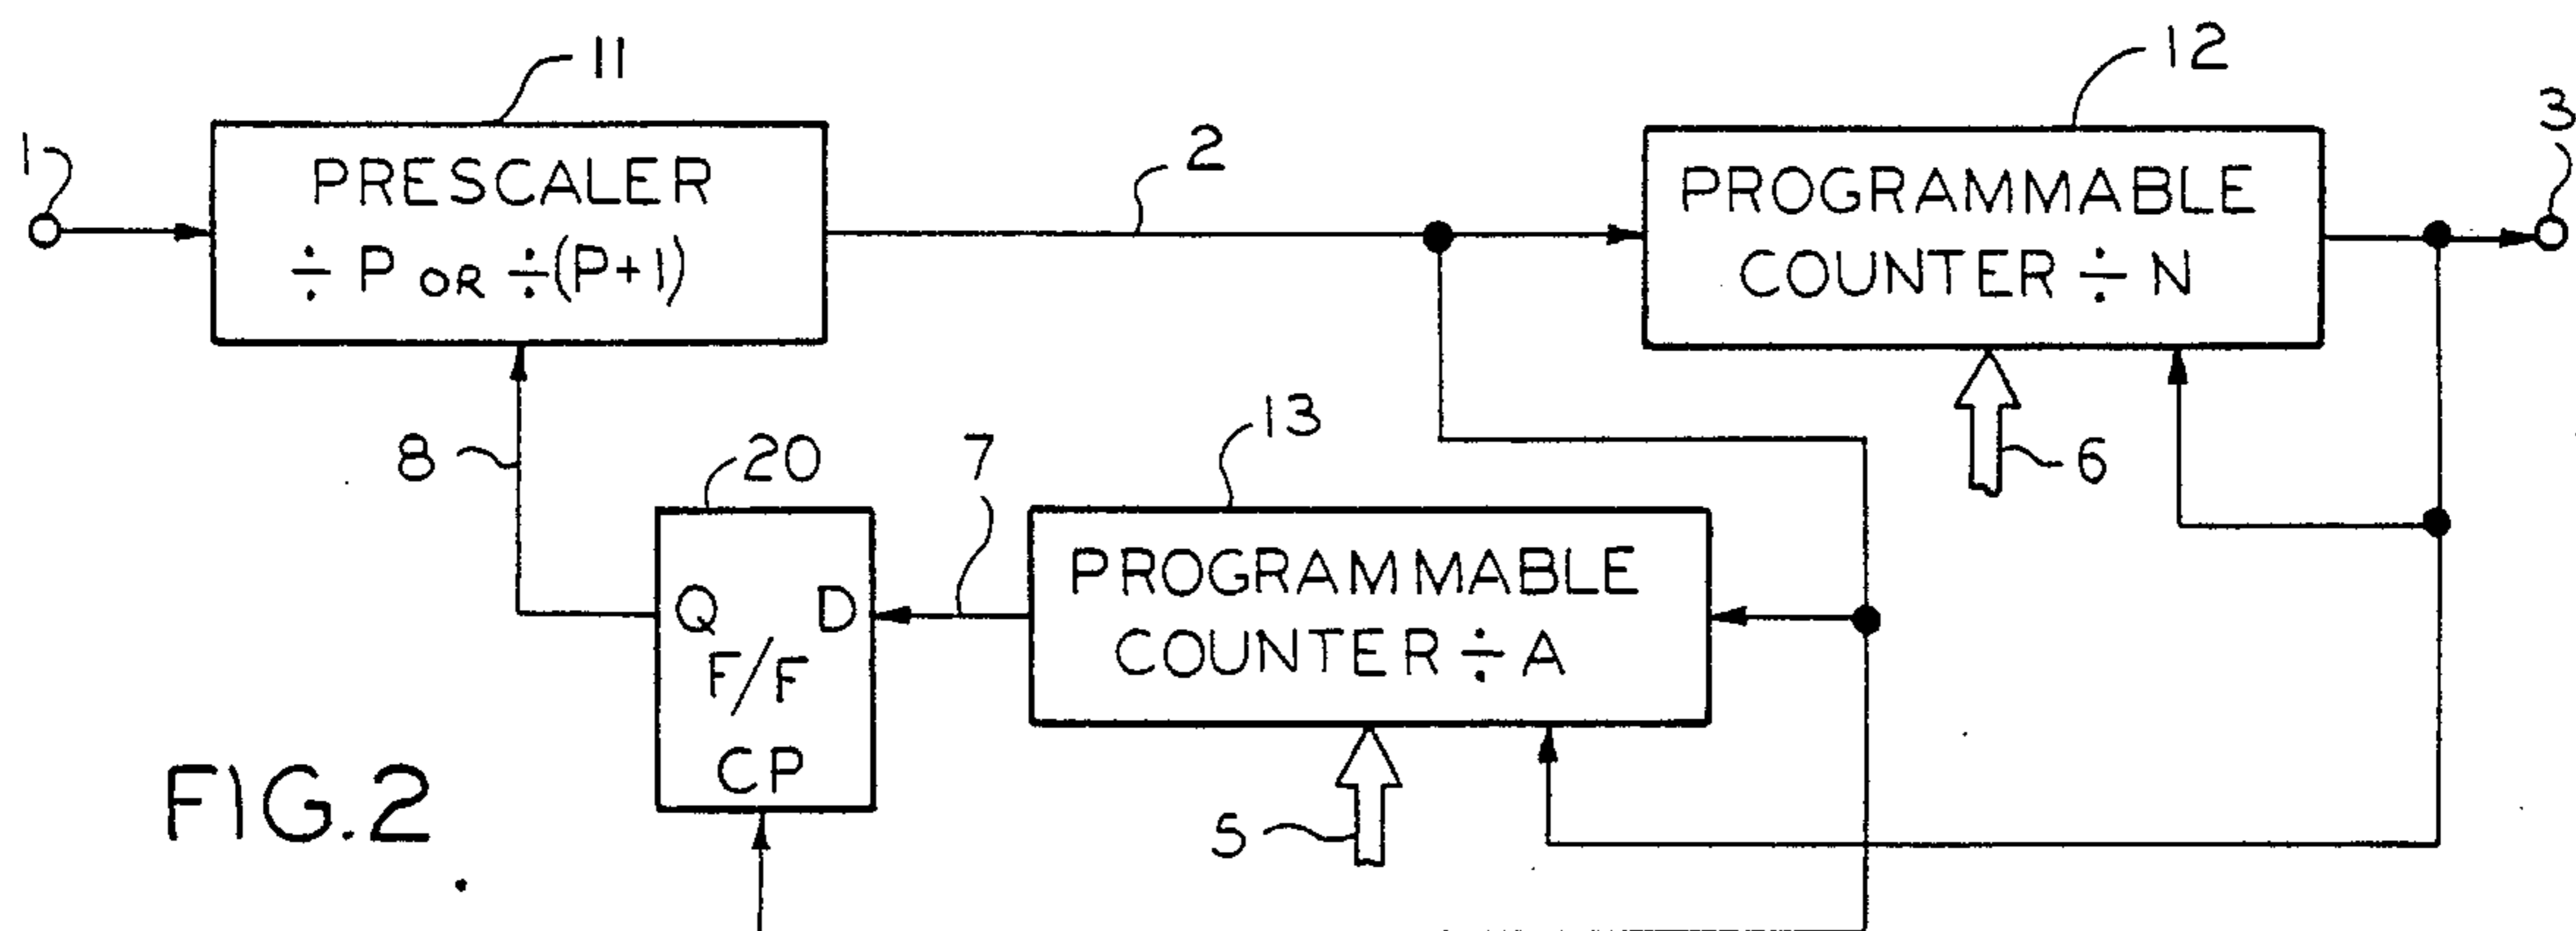 11
12
1
3
PRESCALER
÷ P OR ÷(P+1)
2
PROGRAMMABLE
COUNTER ÷ N
8
20
7
13
6
Q D
F/F
CP
PROGRAMMABLE
COUNTER ÷ A
5
FIG.2